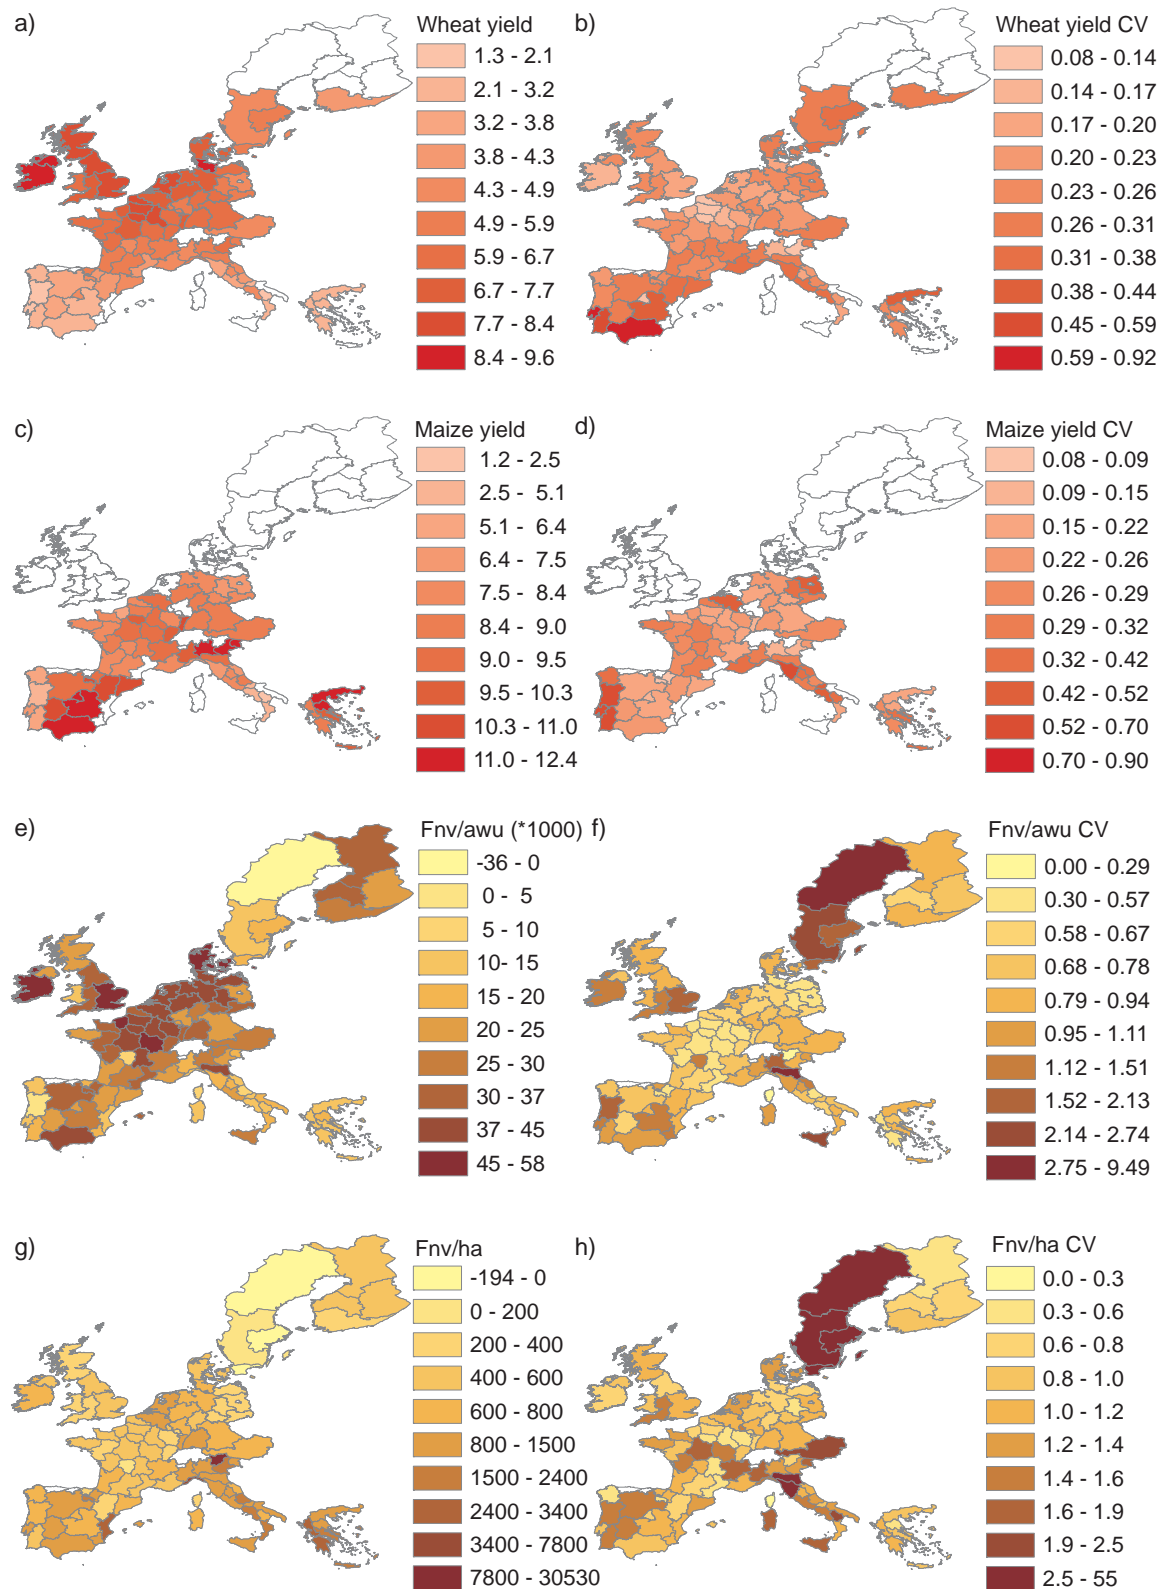 a)
Wheat yield
1.3 - 2.1
2.1 - 3.2
3.2 - 3.8
3.8 - 4.3
4.3 - 4.9
4.9 - 5.9
5.9 - 6.7
6.7 - 7.7
7.7 - 8.4
8.4 - 9.6
b)
Wheat yield CV
0.08 - 0.14
0.14 - 0.17
0.17 - 0.20
0.20 - 0.23
0.23 - 0.26
0.26 - 0.31
0.31 - 0.38
0.38 - 0.44
0.45 - 0.59
0.59 - 0.92
c)
Maize yield
1.2 - 2.5
2.5 - 5.1
5.1 - 6.4
6.4 - 7.5
7.5 - 8.4
8.4 - 9.0
9.0 - 9.5
9.5 - 10.3
10.3 - 11.0
11.0 - 12.4
d)
Maize yield CV
0.08 - 0.09
0.09 - 0.15
0.15 - 0.22
0.22 - 0.26
0.26 - 0.29
0.29 - 0.32
0.32 - 0.42
0.42 - 0.52
0.52 - 0.70
0.70 - 0.90
e)
Fnv/awu (*1000)
-36 - 0
0 - 5
5 - 10
10- 15
15 - 20
20 - 25
25 - 30
30 - 37
37 - 45
45 - 58
f)
Fnv/awu CV
0.00 - 0.29
0.30 - 0.57
0.58 - 0.67
0.68 - 0.78
0.79 - 0.94
0.95 - 1.11
1.12 - 1.51
1.52 - 2.13
2.14 - 2.74
2.75 - 9.49
g)
Fnv/ha
-194 - 0
0 - 200
200 - 400
400 - 600
600 - 800
800 - 1500
1500 - 2400
2400 - 3400
3400 - 7800
7800 - 30530
h)
Fnv/ha CV
0.0 - 0.3
0.3 - 0.6
0.6 - 0.8
0.8 - 1.0
1.0 - 1.2
1.2 - 1.4
1.4 - 1.6
1.6 - 1.9
1.9 - 2.5
2.5 - 55